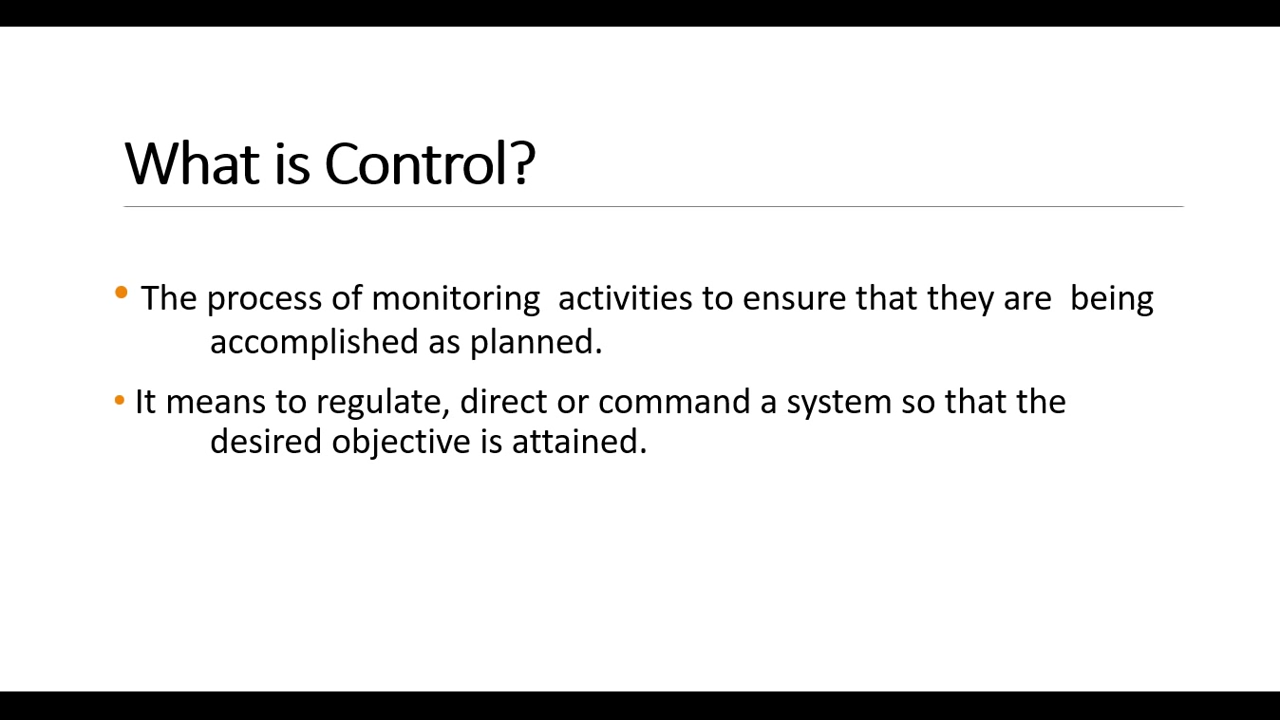 What is Control?
• The process of monitoring  activities to ensure that they are  being
accomplished as planned.
• It means to regulate, direct or command a system so that the
desired objective is attained.